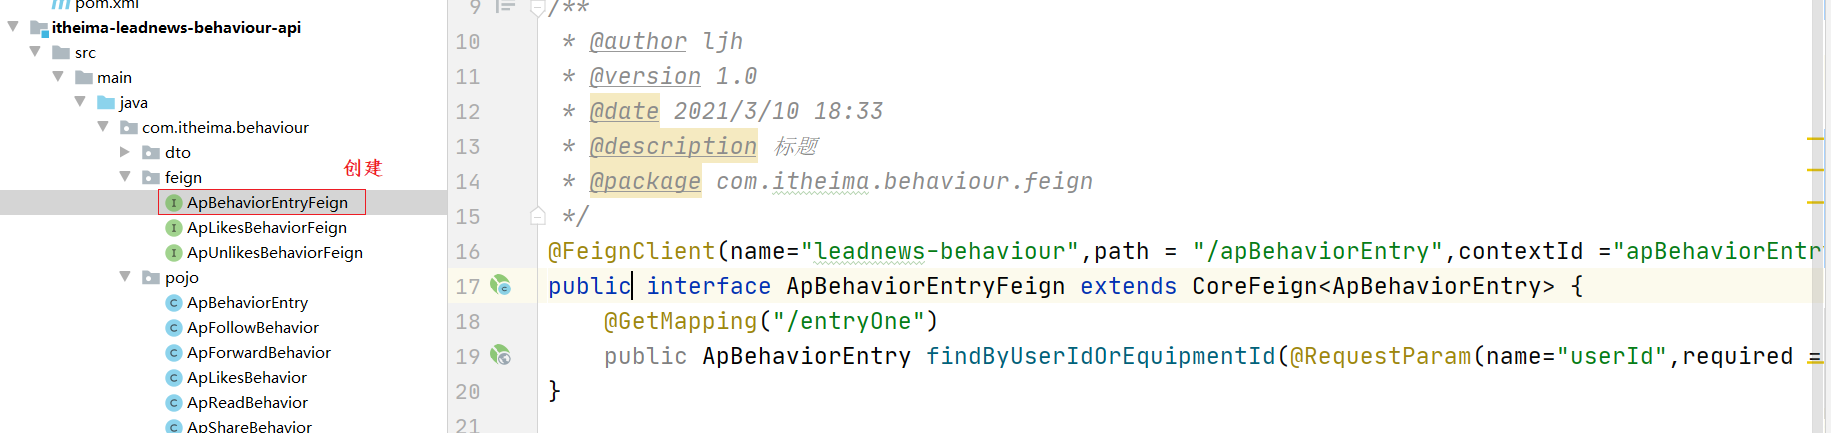 pom.xml
itheima-leadnews-behaviour-api
src
main
java
com.itheima.behaviour
dto
feign
创建
ApBehaviorEntryFeign
ApLikesBehaviorFeign
ApUnlikesBehaviorFeign
pojo
ApBehaviorEntry
ApFollowBehavior
ApForwardBehavior
ApLikesBehavior
ApReadBehavior
ApShareBehavior
9 /**
10 * @author ljh
11 * @version 1.0
12 * @date 2021/3/10 18:33
13 * @description 标题
14 * @package com.itheima.behaviour.feign
15 */
16 @FeignClient(name="leadnews-behaviour",path = "/apBehaviorEntry",contextId ="apBehaviorEntr
17 public interface ApBehaviorEntryFeign extends CoreFeign<ApBehaviorEntry> {
18 @GetMapping("/entryOne")
19 public ApBehaviorEntry findByUserIdOrEquipmentId(@RequestParam(name="userId",required =
20 }
21